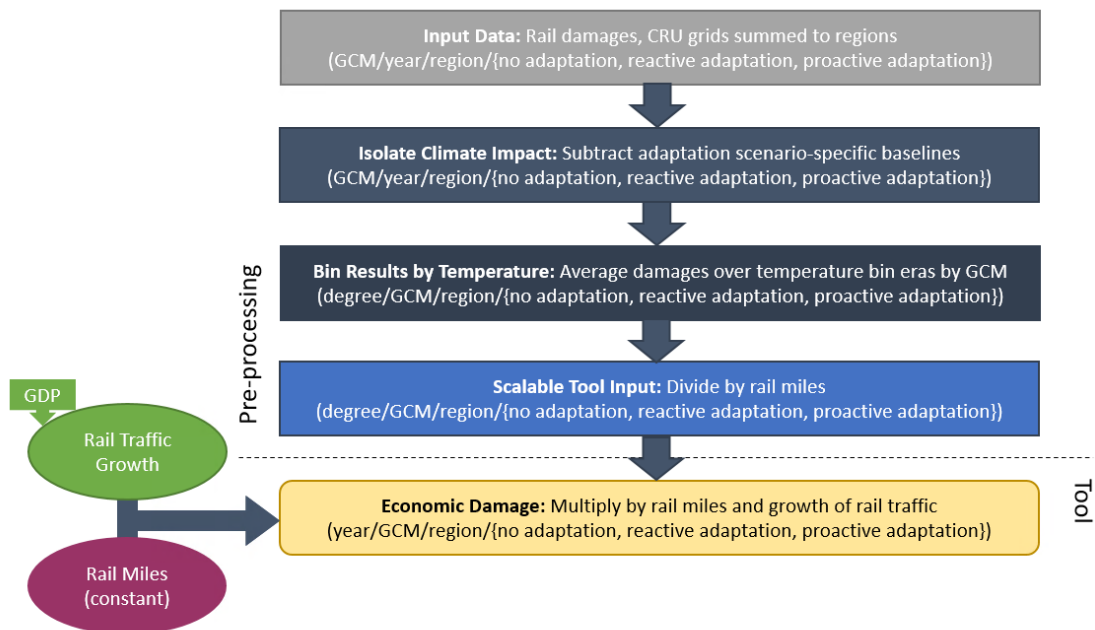 Input Data: Rail damages, CRU grids summed to regions
(GCM/year/region/{no adaptation, reactive adaptation, proactive adaptation})
Isolate Climate Impact: Subtract adaptation scenario-specific baselines
(GCM/year/region/{no adaptation, reactive adaptation, proactive adaptation})
Bin Results by Temperature: Average damages over temperature bin eras by GCM
(degree/GCM/region/{no adaptation, reactive adaptation, proactive adaptation})
Scalable Tool Input: Divide by rail miles
(degree/GCM/region/{no adaptation, reactive adaptation, proactive adaptation})
Pre-processing
GDP
Rail Traffic
Growth
Economic Damage: Multiply by rail miles and growth of rail traffic
(year/GCM/region/{no adaptation, reactive adaptation, proactive adaptation})
Tool
Rail Miles
(constant)